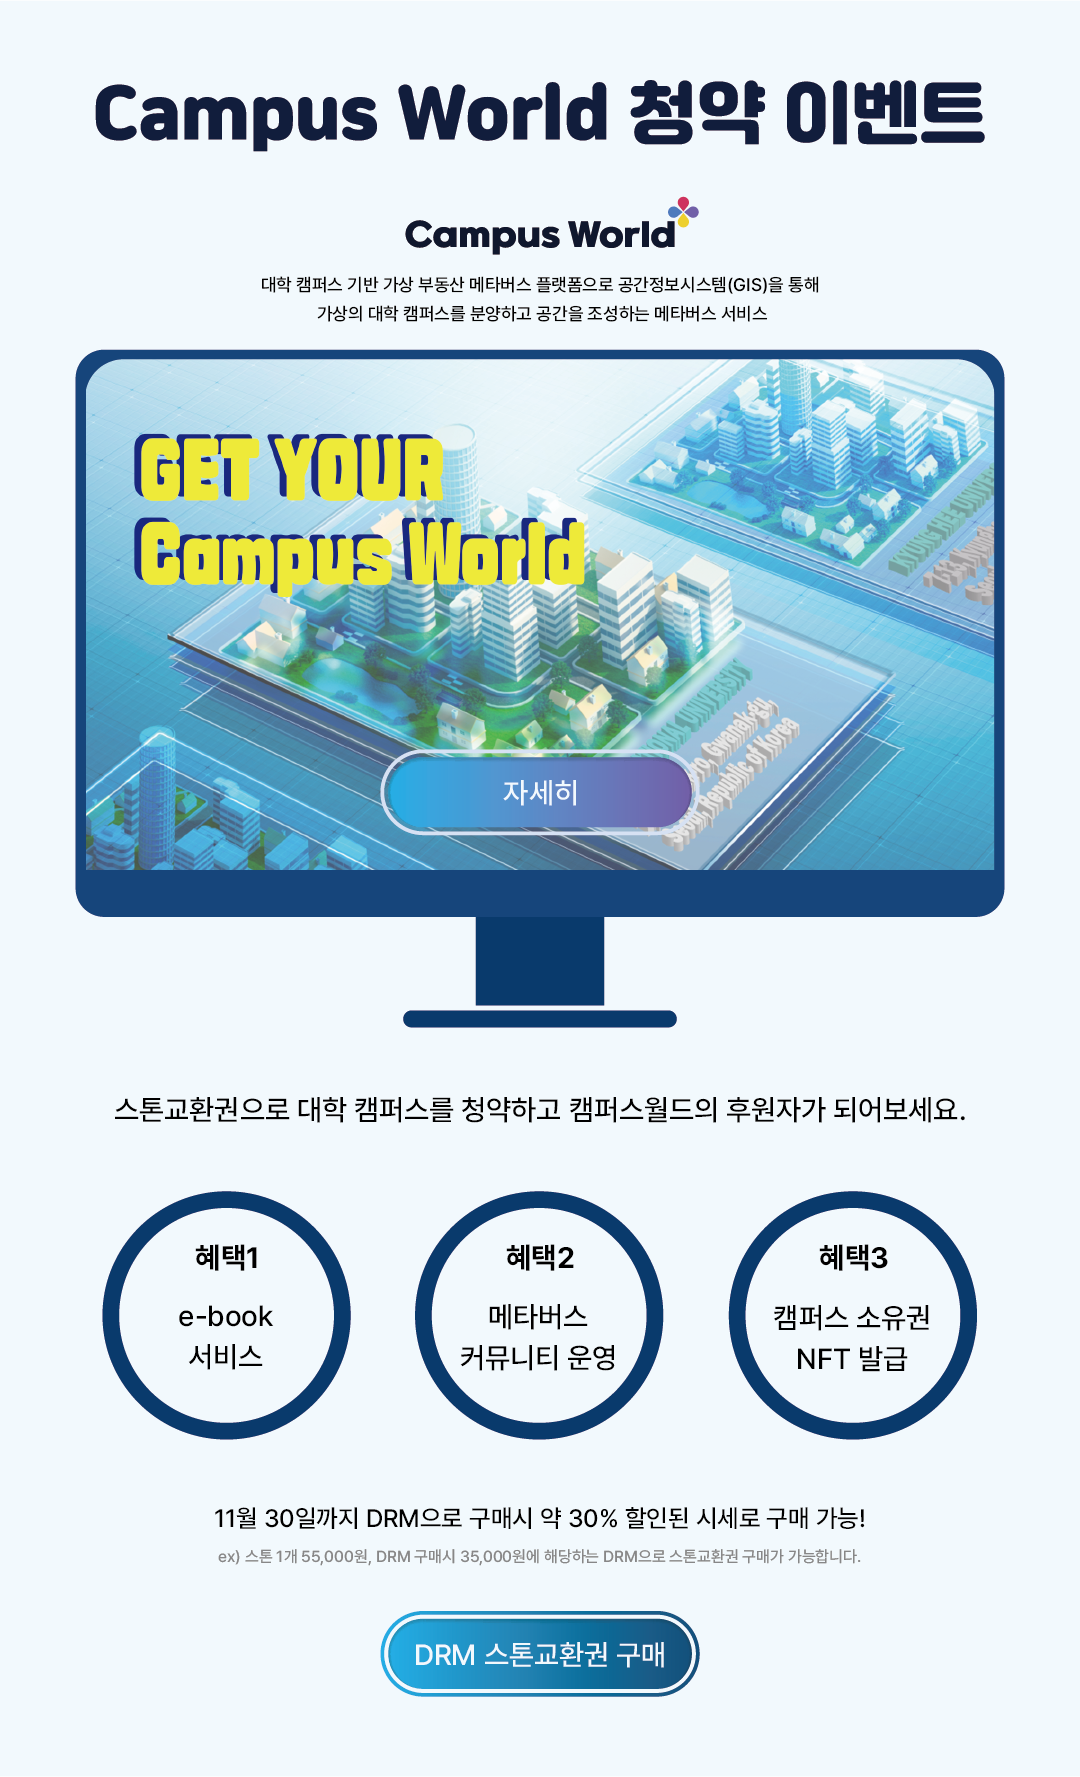 Campus World 청약 이벤트
Campus World
대학 캠퍼스 기반 가상 부동산 메타버스 플랫폼으로 공간정보시스템(GIS)을 통해
가상의 대학 캠퍼스를 분양하고 공간을 조성하는 메타버스 서비스
GET YOUR
Campus World
UNIVERSITY
Gwanak-gu,
Seoul, Republic of Korea
자세히
스톤교환권으로 대학 캠퍼스를 청약하고 캠퍼스월드의 후원자가 되어보세요.
혜택1
e-book
서비스
혜택2
메타버스
커뮤니티 운영
혜택3
캠퍼스 소유권
NFT 발급
11월 30일까지 DRM으로 구매시 약 30% 할인된 시세로 구매 가능!
ex) 스톤 1개 55,000원, DRM 구매시 35,000원에 해당하는 DRM으로 스톤교환권 구매가 가능합니다.
DRM 스톤교환권 구매